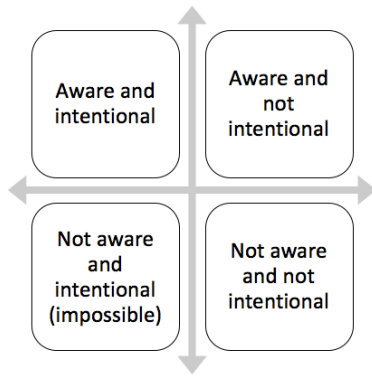 Aware and
intentional
Aware and
not
intentional
Not aware
and
intentional
(impossible)
Not aware
and not
intentional